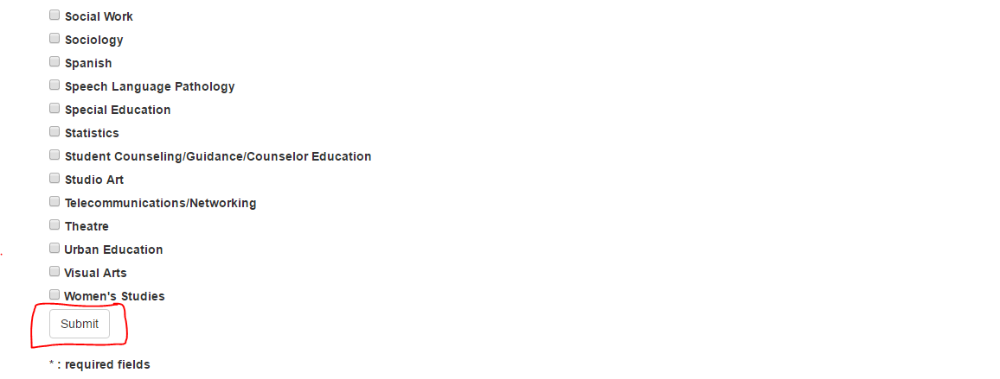 Social Work
Sociology
Spanish
Speech Language Pathology
Special Education
Statistics
Student Counseling/Guidance/Counselor Education
Studio Art
Telecommunications/Networking
Theatre
Urban Education
Visual Arts
Women's Studies
Submit
* : required fields